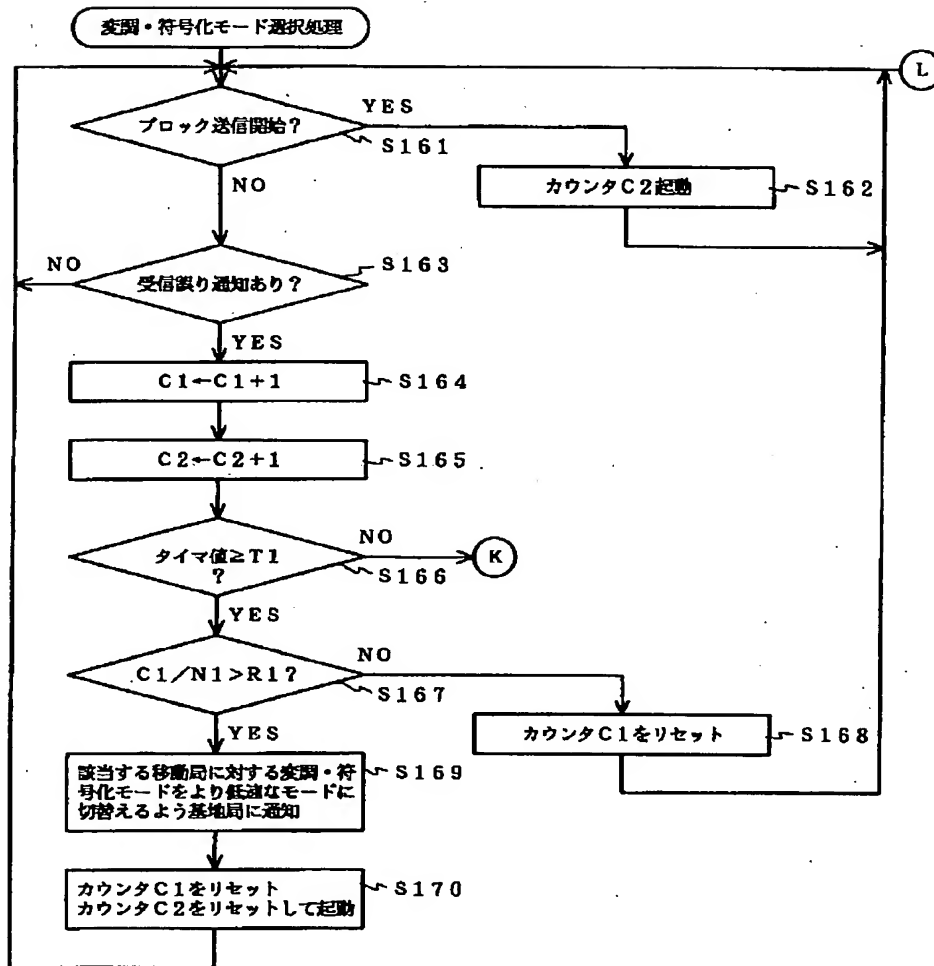 変調・符号化モード選択処理
L
ブロック送信開始?
YES
S161
NO
カウンタC2起動
S162
NO
受信誤り通知あり?
S163
YES
C1←C1+1
S164
C2←C2+1
S165
タイマ値≧T1
?
NO
S166
K
YES
C1/N1>R1?
NO
S167
YES
カウンタC1をリセット
S168
該当する移動局に対する変調・符
号化モードをより低速なモードに
切替えるよう基地局に通知
S169
カウンタC1をリセット
カウンタC2をリセットして起動
S170